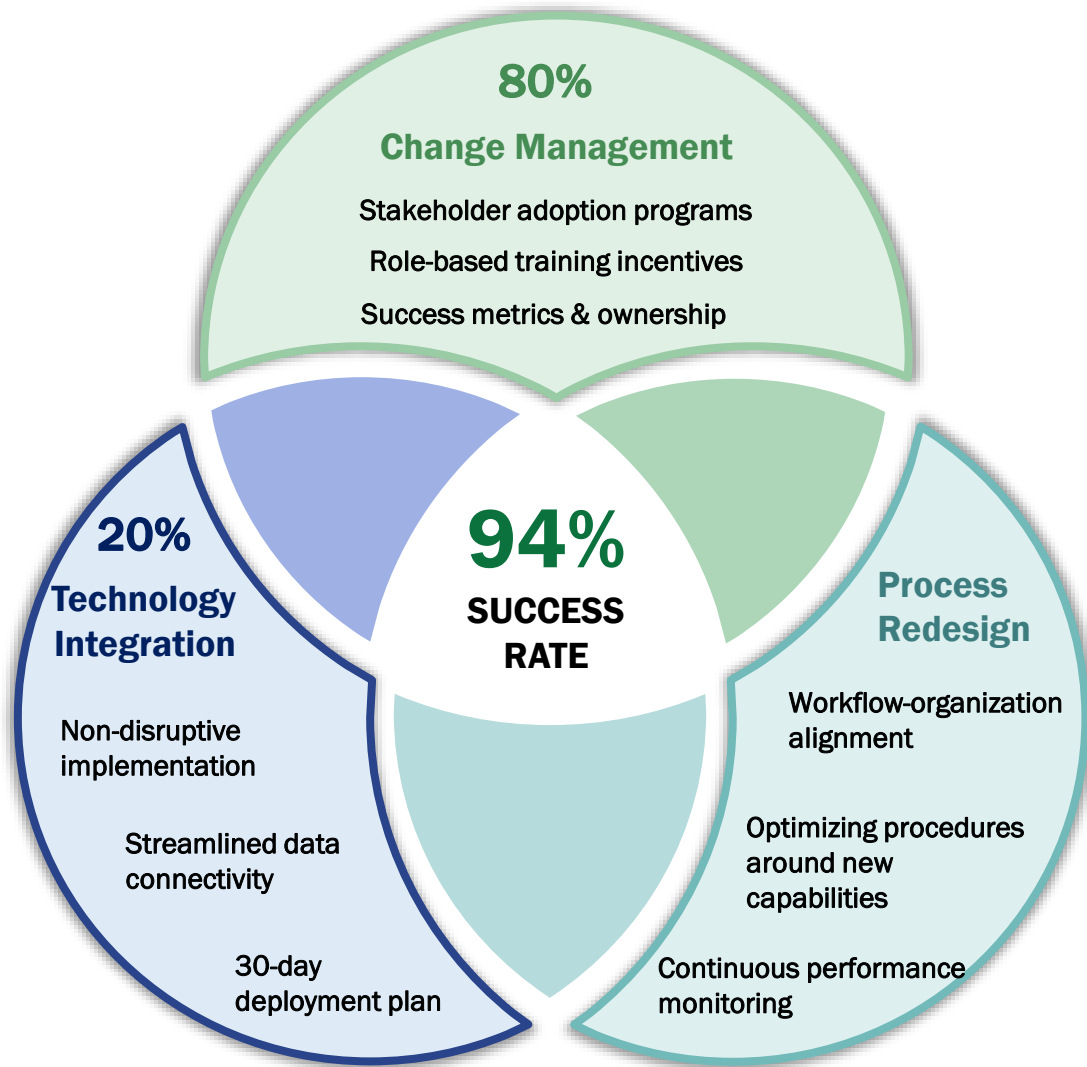 80%
Change Management
Stakeholder adoption programs
Role-based training incentives
Success metrics & ownership
94%
SUCCESS
RATE
20%
Technology
Integration
Non-disruptive
implementation
Streamlined data
connectivity
30-day
deployment plan
Process
Redesign
Workflow-organization
alignment
Optimizing procedures
around new
capabilities
Continuous performance
monitoring